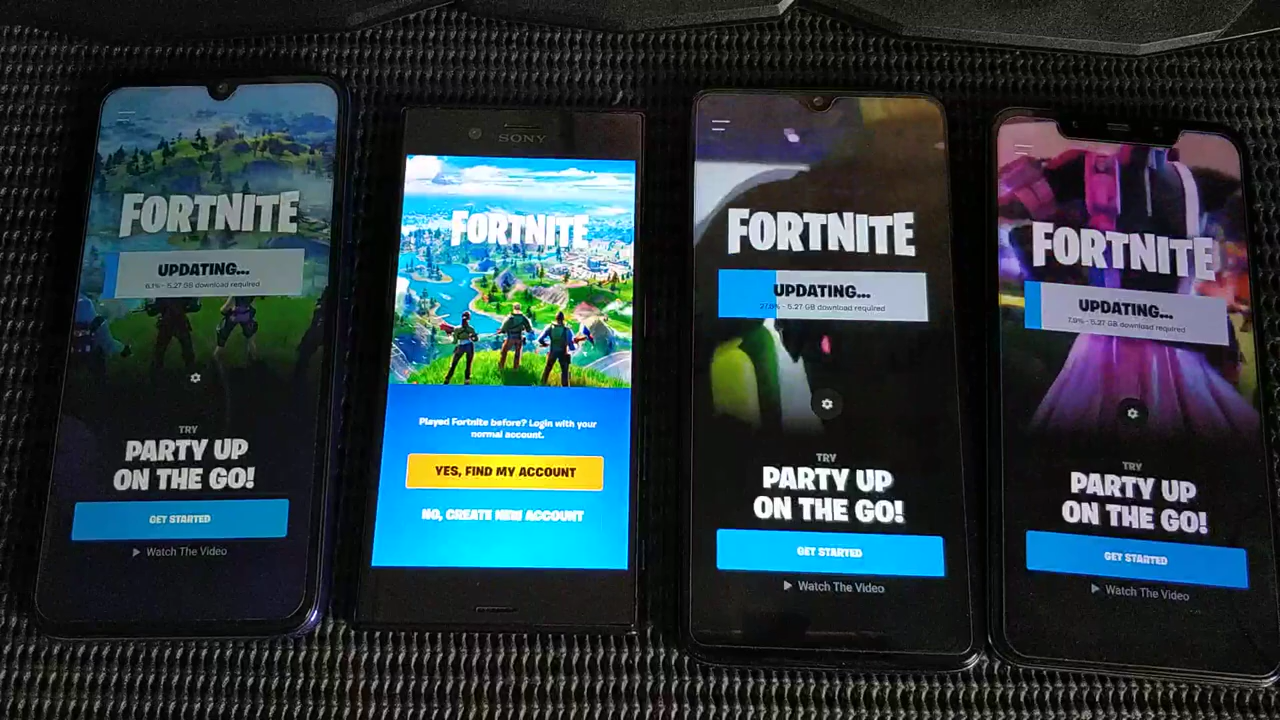 FORTNITE
UPDATING...
6.1% - 5.27 GB download required
TRY
PARTY UP
ON THE GO!
GET STARTED
Watch The Video
SONY
FORTNITE
Played Fortnite before? Login with your
normal account.
YES, FIND MY ACCOUNT
NO, CREATE NEW ACCOUNT
FORTNITE
UPDATING...
5.27 GB download required
TRY
PARTY UP
ON THE GO!
GET STARTED
Watch The Video
FORTNITE
UPDATING...
7.9% - 5.27 GB download required
TRY
PARTY UP
ON THE GO!
GET STARTED
Watch The Video